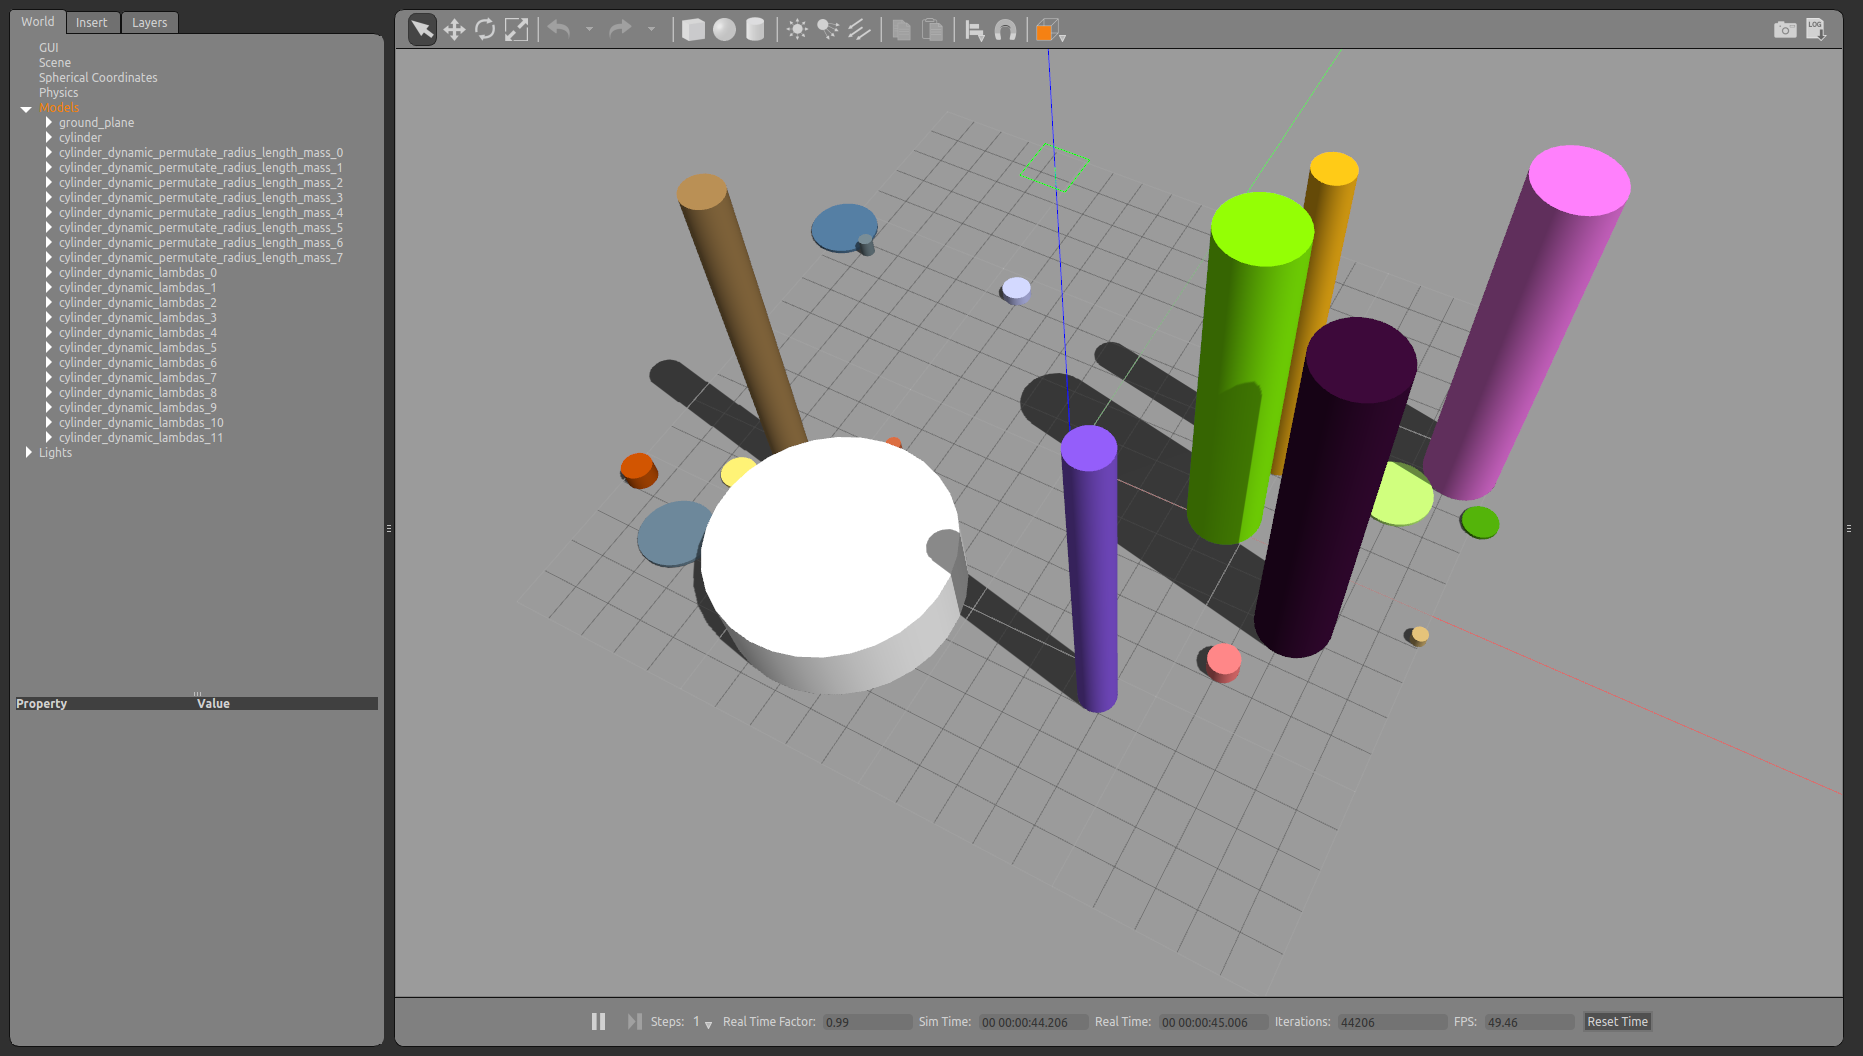 World Insert Layers
GUI
Scene
Spherical Coordinates
Physics
Models
ground_plane
cylinder
cylinder_dynamic_permutate_radius_length_mass_0
cylinder_dynamic_permutate_radius_length_mass_1
cylinder_dynamic_permutate_radius_length_mass_2
cylinder_dynamic_permutate_radius_length_mass_3
cylinder_dynamic_permutate_radius_length_mass_4
cylinder_dynamic_permutate_radius_length_mass_5
cylinder_dynamic_permutate_radius_length_mass_6
cylinder_dynamic_permutate_radius_length_mass_7
cylinder_dynamic_lambdas_0
cylinder_dynamic_lambdas_1
cylinder_dynamic_lambdas_2
cylinder_dynamic_lambdas_3
cylinder_dynamic_lambdas_4
cylinder_dynamic_lambdas_5
cylinder_dynamic_lambdas_6
cylinder_dynamic_lambdas_7
cylinder_dynamic_lambdas_8
cylinder_dynamic_lambdas_9
cylinder_dynamic_lambdas_10
cylinder_dynamic_lambdas_11
Lights
Property Value
LOG
Steps: 1 Real Time Factor: 0.99 Sim Time: 00 00:00:44.206 Real Time: 00 00:00:45.006 Iterations: 44206 FPS: 49.46 Reset Time